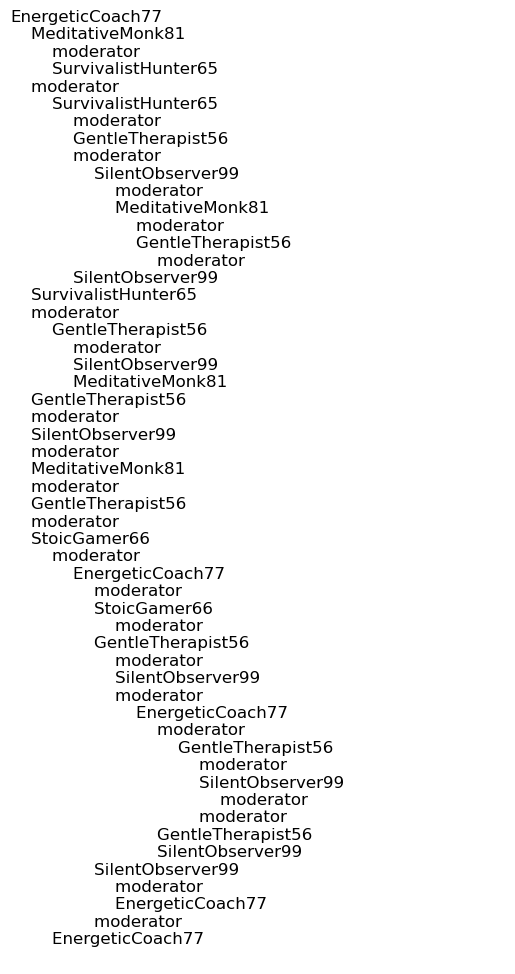 EnergeticCoach77
MeditativeMonk81
moderator
SurvivalistHunter65
moderator
SurvivalistHunter65
moderator
GentleTherapist56
moderator
SilentObserver99
moderator
MeditativeMonk81
moderator
GentleTherapist56
moderator
SilentObserver99
SurvivalistHunter65
moderator
GentleTherapist56
moderator
SilentObserver99
MeditativeMonk81
GentleTherapist56
moderator
SilentObserver99
moderator
MeditativeMonk81
moderator
GentleTherapist56
moderator
StoicGamer66
moderator
EnergeticCoach77
moderator
StoicGamer66
moderator
GentleTherapist56
moderator
SilentObserver99
moderator
EnergeticCoach77
moderator
GentleTherapist56
moderator
SilentObserver99
moderator
moderator
GentleTherapist56
SilentObserver99
SilentObserver99
moderator
EnergeticCoach77
moderator
EnergeticCoach77